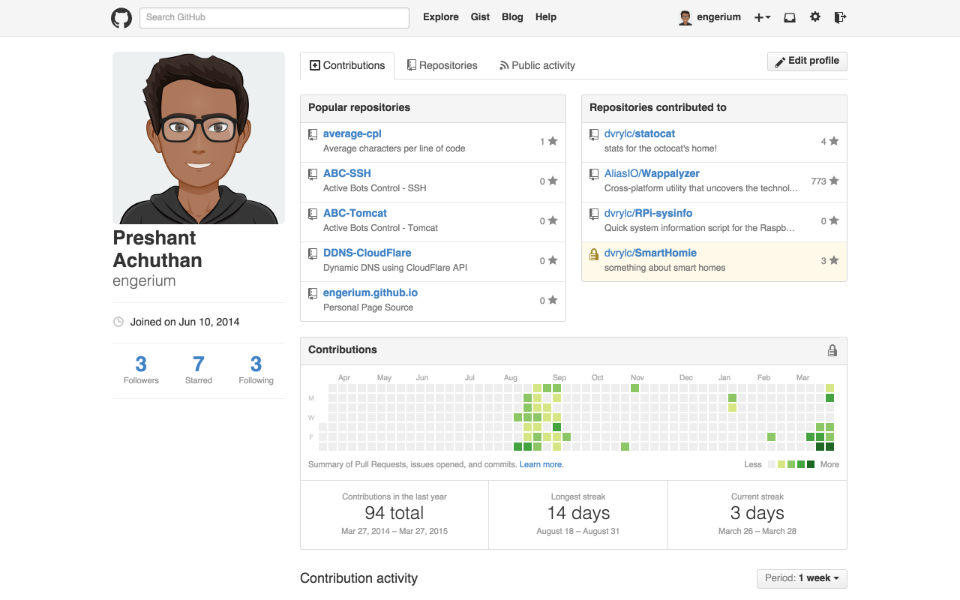 Search GitHub
Explore Gist Blog Help
engerium
Preshant
Achuthan
engerium
Joined on Jun 10, 2014
3 7 3
Followers Starred Following
Contributions Repositories Public activity
Edit profile
Popular repositories
average-cpl
Average characters per line of code
1
ABC-SSH
Active Bots Control - SSH
0
ABC-Tomcat
Active Bots Control - Tomcat
0
DDNS-CloudFlare
Dynamic DNS using CloudFlare API
0
engerium.github.io
Personal Page Source
0
Repositories contributed to
dvrylc/statocat
stats for the octocat's home!
4
AliasIO/Wappalyzer
Cross-platform utility that uncovers the technol...
773
dvrylc/RPi-sysinfo
Quick system information script for the Raspb...
0
dvrylc/SmartHomie
something about smart homes
3
Contributions
Apr May Jun Jul Aug Sep Oct Nov Dec Jan Feb Mar
M
W
F
Summary of Pull Requests, issues opened, and commits. Learn more.
Less More
Contributions in the last year
94 total
Mar 27, 2014 – Mar 27, 2015
Longest streak
14 days
August 18 – August 31
Current streak
3 days
March 26 – March 28
Contribution activity
Period: 1 week